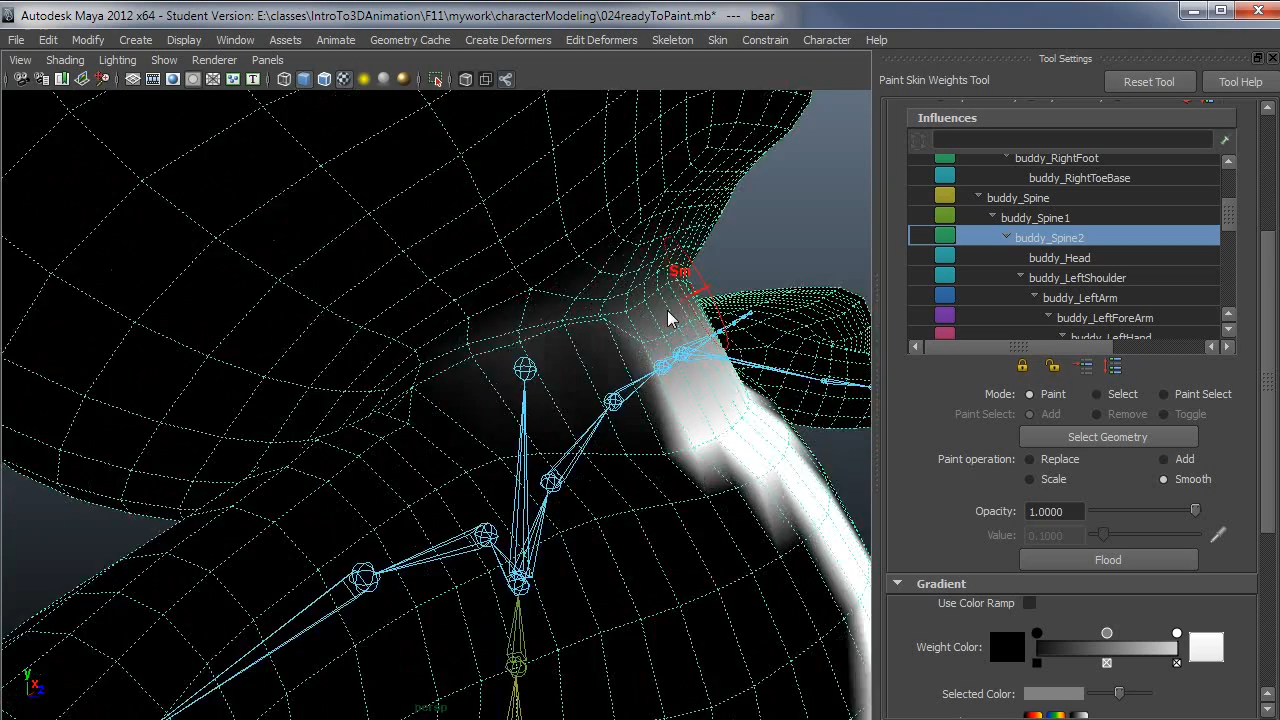 Autodesk Maya 2012 x64 - Student Version: E:\classes\IntroTo3DAnimation\F11\mywork\characterModeling\024readyToPaint.mb* --- bear
File Edit Modify Create Display Window Assets Animate Geometry Cache Create Deformers Edit Deformers Skeleton Skin Constrain Character Help
View Shading Lighting Show Renderer Panels
Tool Settings
Paint Skin Weights Tool
Reset Tool
Tool Help
Influences
buddy_RightFoot
buddy_RightToeBase
buddy_Spine
buddy_Spine1
buddy_Spine2
buddy_Head
buddy_LeftShoulder
buddy_LeftArm
buddy_LeftForeArm
buddy_LeftHand
Mode: Paint Select Paint Select
Paint Select: Add Remove Toggle
Select Geometry
Paint operation: Replace Add
Scale Smooth
Opacity: 1.0000
Value: 0.1000
Flood
Gradient
Use Color Ramp
Weight Color:
Selected Color:
Sm
y
x
z
persp